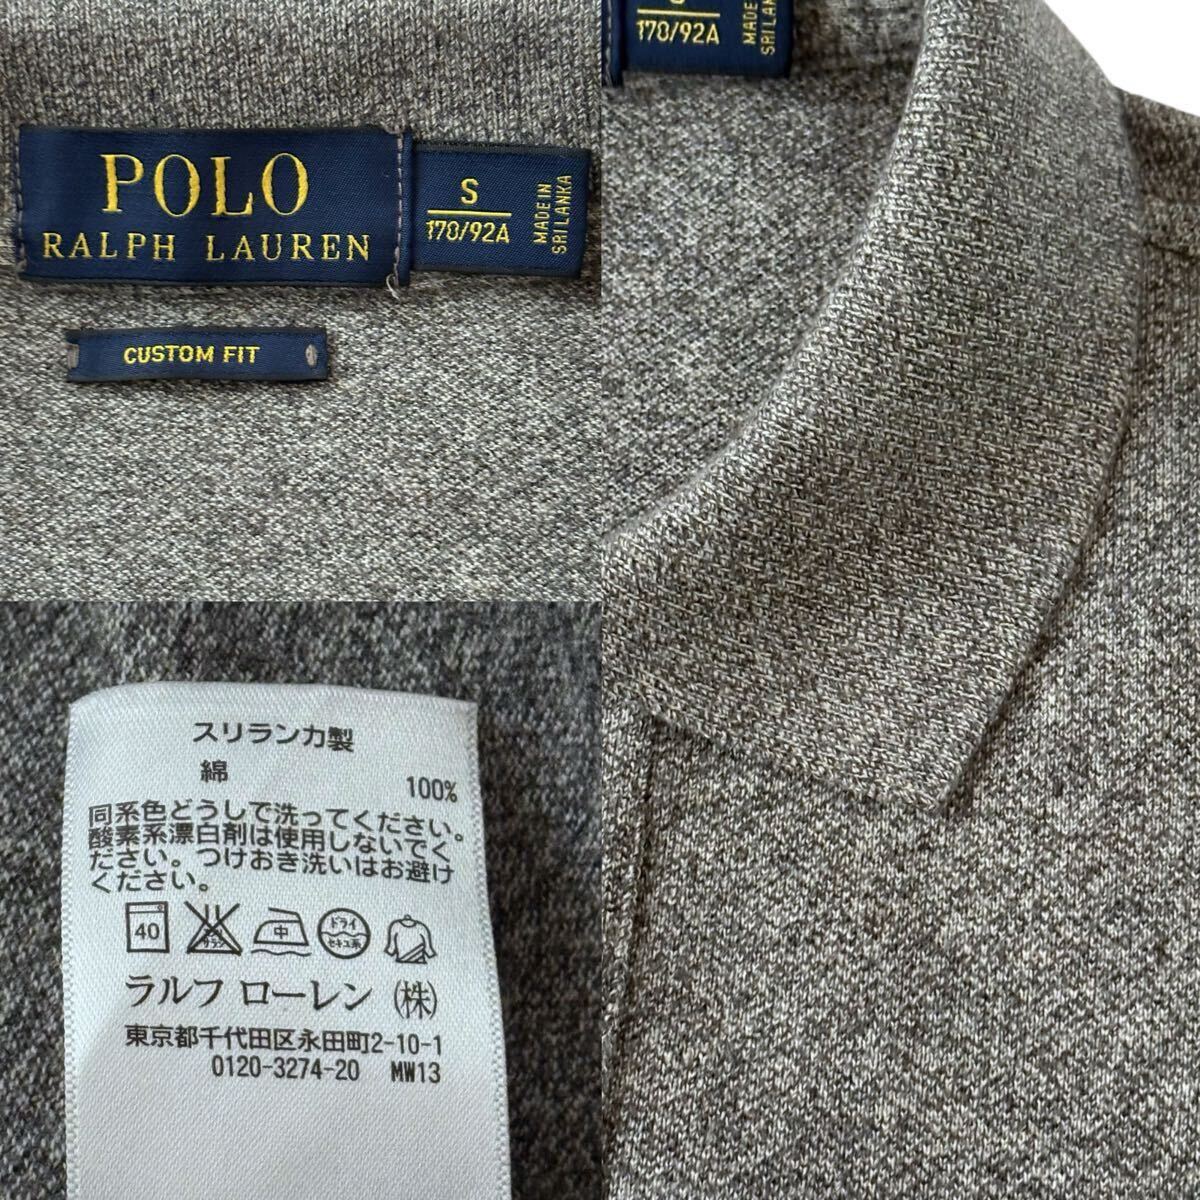 POLO
RALPH LAUREN
S
170/92A
MADE IN
SRI LANKA
CUSTOM FIT
170/92A
MADE
SRI LANKA
スリランカ製
綿 100%
同系色どうしで洗ってください。
酸素系漂白剤は使用しないでく
ださい。つけおき洗いはお避け
ください。
40
中
ドライ
セキユ系
ラルフ ローレン (株)
東京都千代田区永田町2-10-1
0120-3274-20 MW13